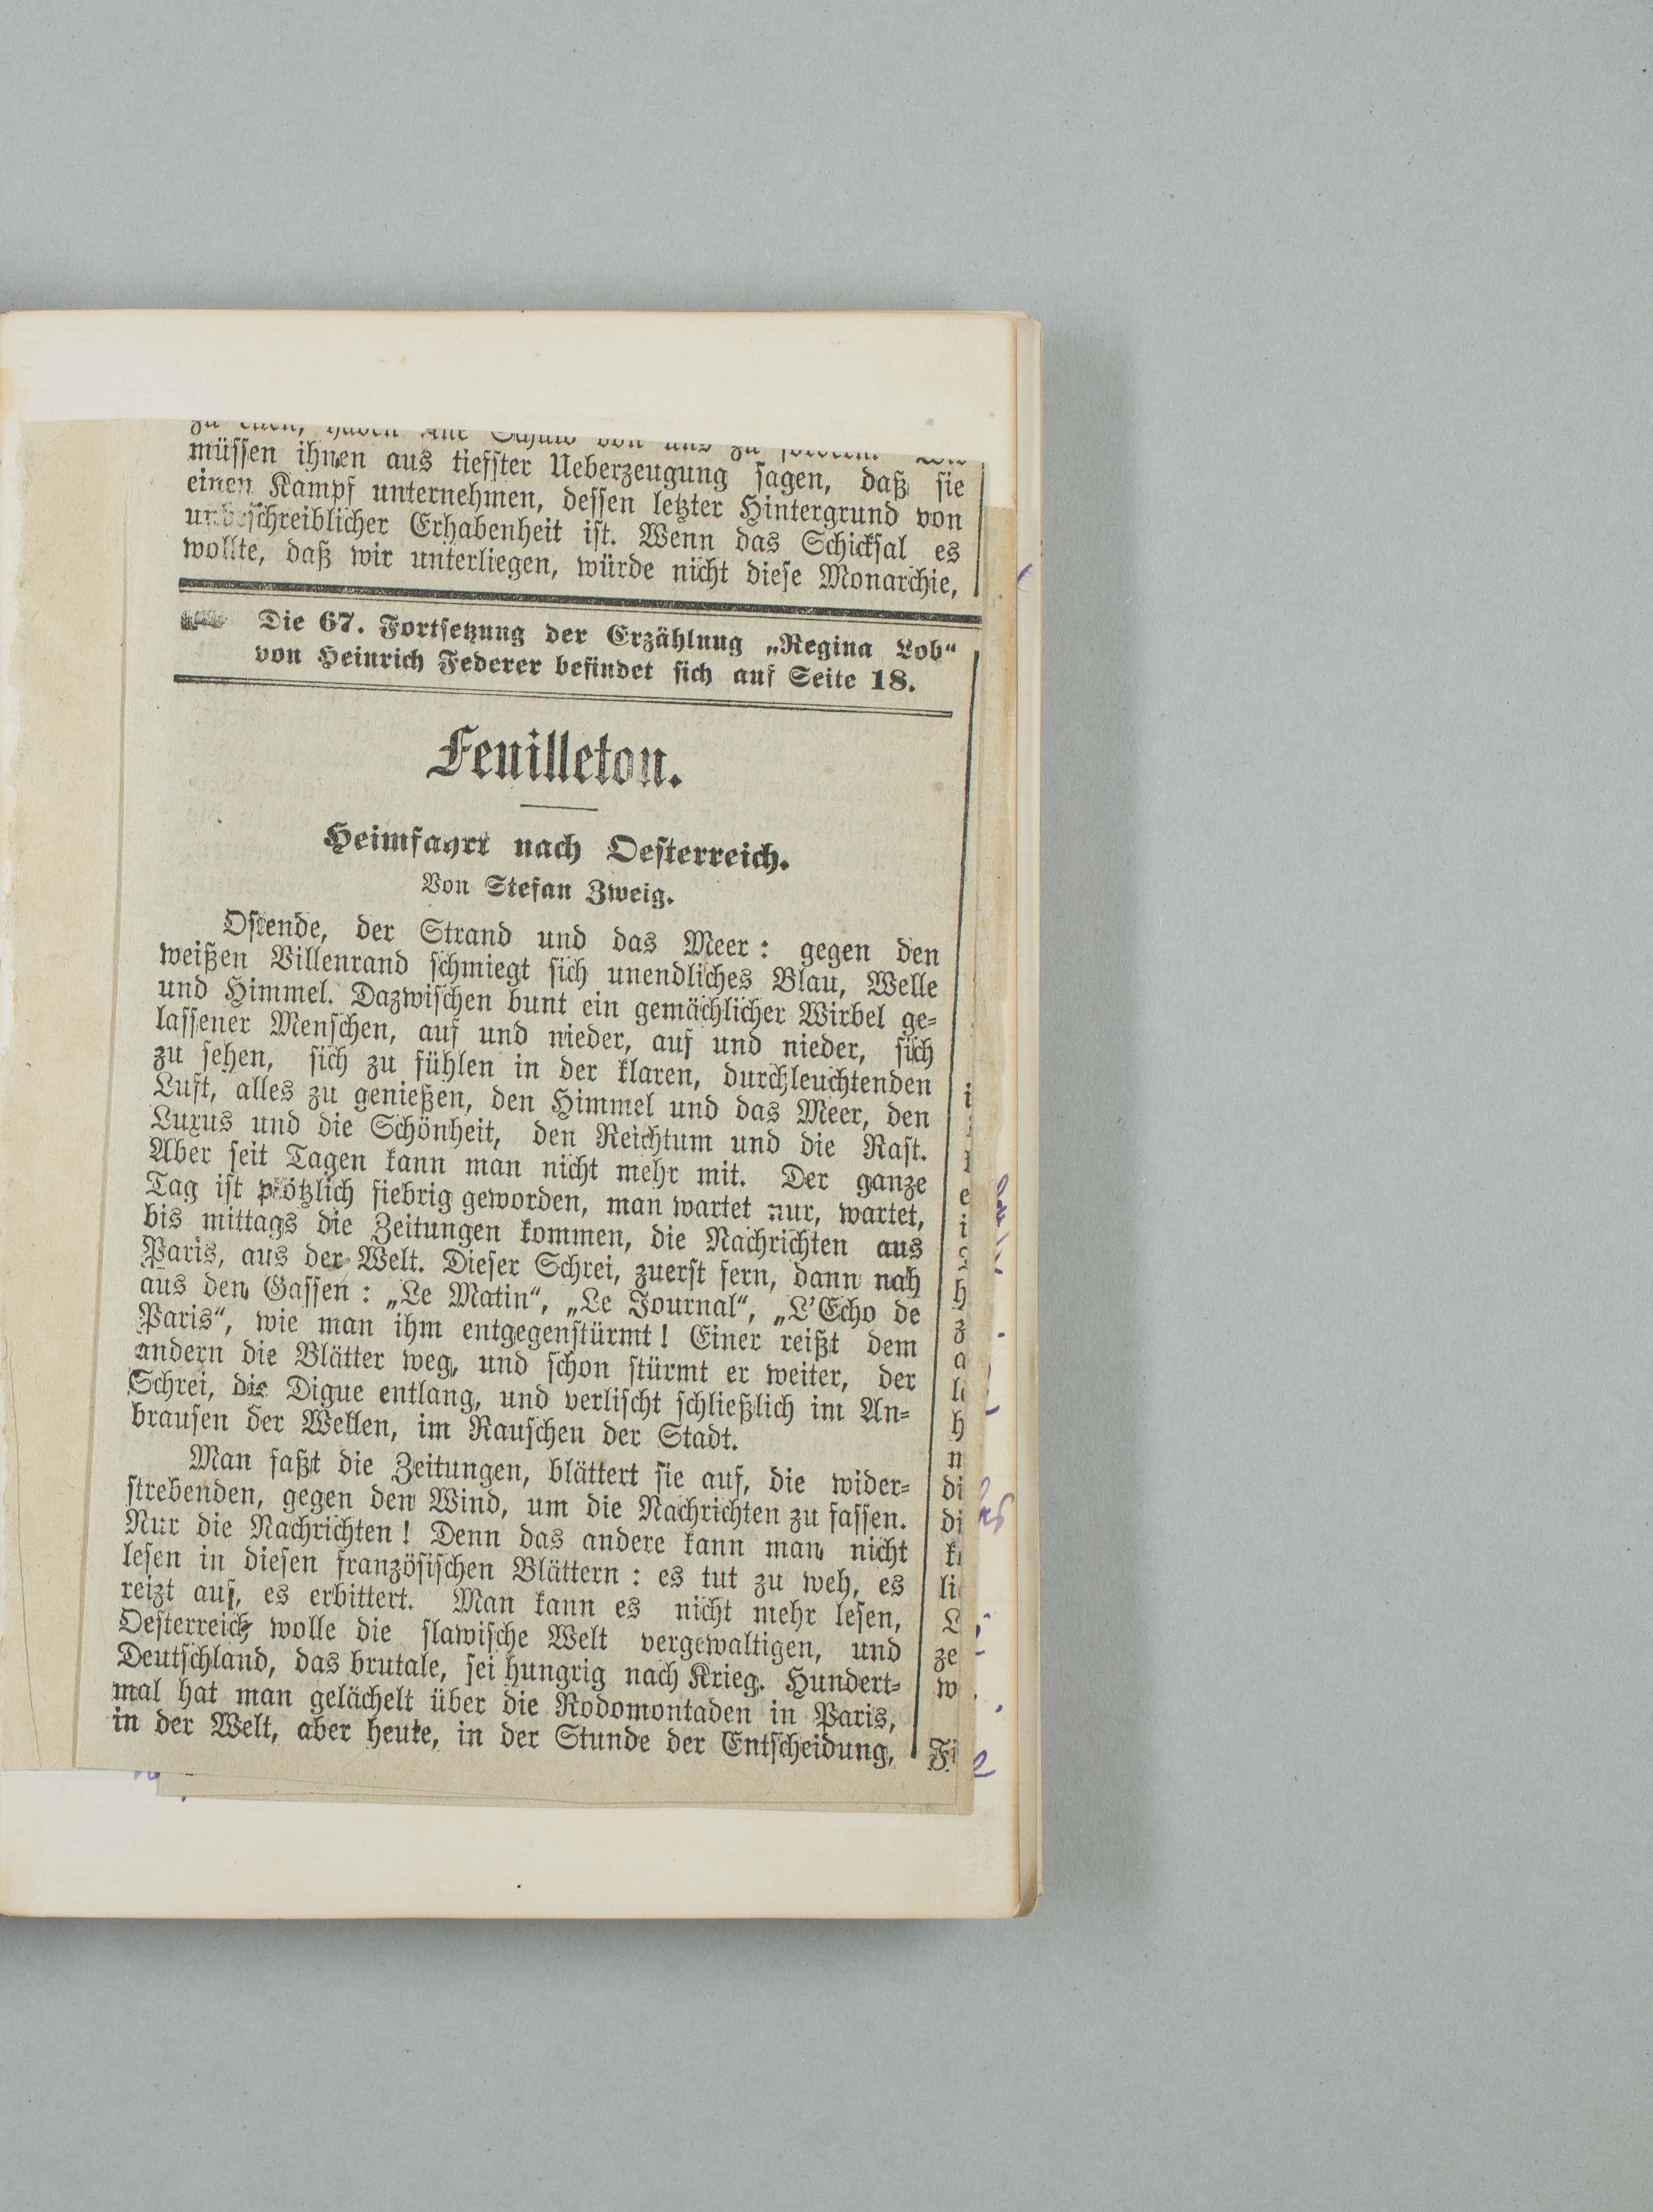 müssen ihnen aus tiefster Ueberzeugung sagen, daß sie
einen Kampf unternehmen, dessen letzter Hintergrund von
unbeschreiblicher Erhabenheit ist. Wenn das Schicksal es
wollte, daß wir unterliegen, würde nicht diese Monarchie,
Die 67. Fortsetzung der Erzählung „Regina Lob“
von Heinrich Federer befindet sich auf Seite 18.
Feuilleton.
Heimfahrt nach Oesterreich.
Von Stefan Zweig.
Ostende, der Strand und das Meer: gegen den
weißen Villenrand schmiegt sich unendliches Blau, Welle
und Himmel. Dazwischen bunt ein gemächlicher Wirbel ge-
lassener Menschen, auf und nieder, auf und nieder, sich
zu sehen, sich zu fühlen in der klaren, durchleuchtenden
Luft, alles zu genießen, den Himmel und das Meer, den
Luxus und die Schönheit, den Reichtum und die Rast.
Aber seit Tagen kann man nicht mehr mit. Der ganze
Tag ist plötzlich fiebrig geworden, man wartet nur, wartet,
bis mittags die Zeitungen kommen, die Nachrichten aus
Paris, aus der Welt. Dieser Schrei, zuerst fern, dann nah
aus den Gassen: „Le Matin“, „Le Journal“, „L'Echo de
Paris“, wie man ihm entgegenstürmt! Einer reißt dem
andern die Blätter weg, und schon stürmt er weiter, der
Schrei, die Digue entlang, und verlischt schließlich im An-
brausen der Wellen, im Rauschen der Stadt.
Man faßt die Zeitungen, blättert sie auf, die wider-
strebenden, gegen den Wind, um die Nachrichten zu fassen.
Nur die Nachrichten! Denn das andere kann man nicht
lesen in diesen französischen Blättern: es tut zu weh, es
reizt auf, es erbittert. Man kann es nicht mehr lesen,
Oesterreich wolle die slawische Welt vergewaltigen, und
Deutschland, das brutale, sei hungrig nach Krieg. Hundert-
mal hat man gelächelt über die Rodomontaden in Paris,
in der Welt, aber heute, in der Stunde der Entscheidung,